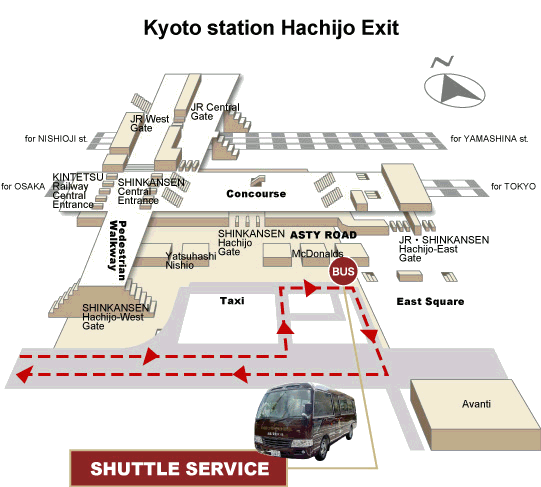 Kyoto station Hachijo Exit
N
JR West
Gate
JR Central
Gate
for NISHIOJI st.
for YAMASHINA st.
for OSAKA
KINTETSU
Railway
Central
Entrance
SHINKANSEN
Central
Entrance
Concourse
for TOKYO
Pedestrian
Walkway
SHINKANSEN
Hachijo
Gate
ASTY ROAD
JR・SHINKANSEN
Hachijo-East
Gate
Yatsuhashi
Nishio
McDonalds
BUS
Taxi
East Square
SHINKANSEN
Hachijo-West
Gate
Avanti
SHUTTLE SERVICE